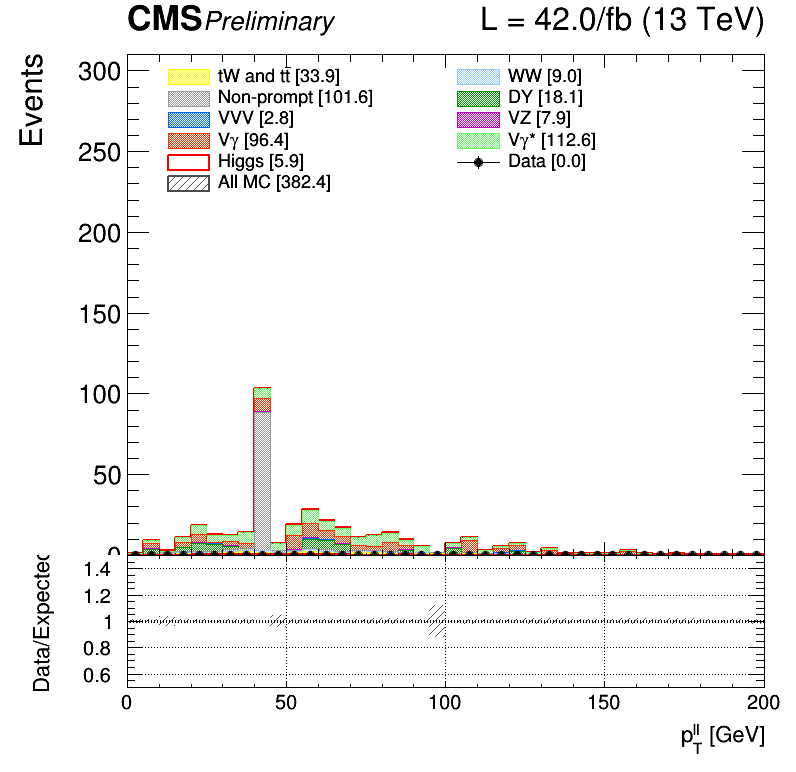 CMS Preliminary L = 42.0/fb (13 TeV)
Events
300
250
200
150
100
50
0
tW and tt̄ [33.9]
Non-prompt [101.6]
VVV [2.8]
Vγ [96.4]
Higgs [5.9]
All MC [382.4]
WW [9.0]
DY [18.1]
VZ [7.9]
Vγ* [112.6]
Data [0.0]
Data/Expected
1.4
1.2
1
0.8
0.6
0 50 100 150 200
p_T^ll [GeV]